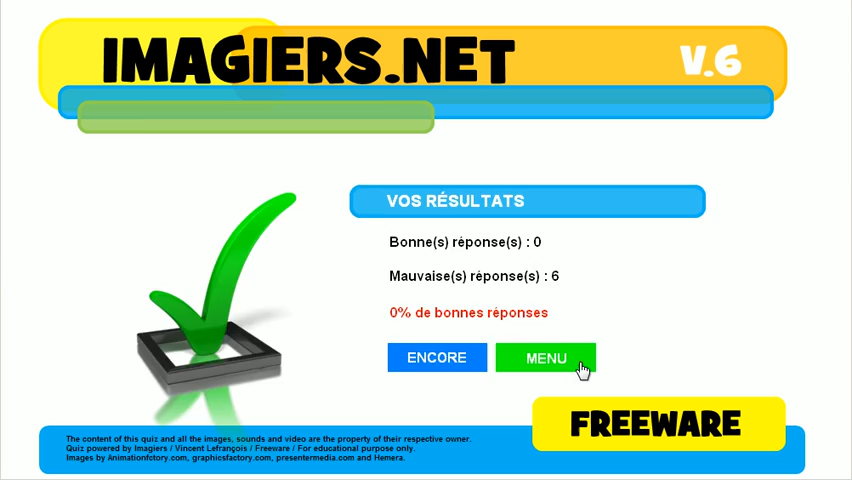 IMAGIERS.NET
V.6
VOS RÉSULTATS
Bonne(s) réponse(s) : 0
Mauvaise(s) réponse(s) : 6
0% de bonnes réponses
ENCORE
MENU
FREEWARE
The content of this quiz and all the images, sounds and video are the property of their respective owner.
Quiz powered by Imagiers / Vincent Lefrançois / Freeware / For educational purpose only.
Images by Animationfctory.com, graphicsfactory.com, presentermedia.com and Hemera.